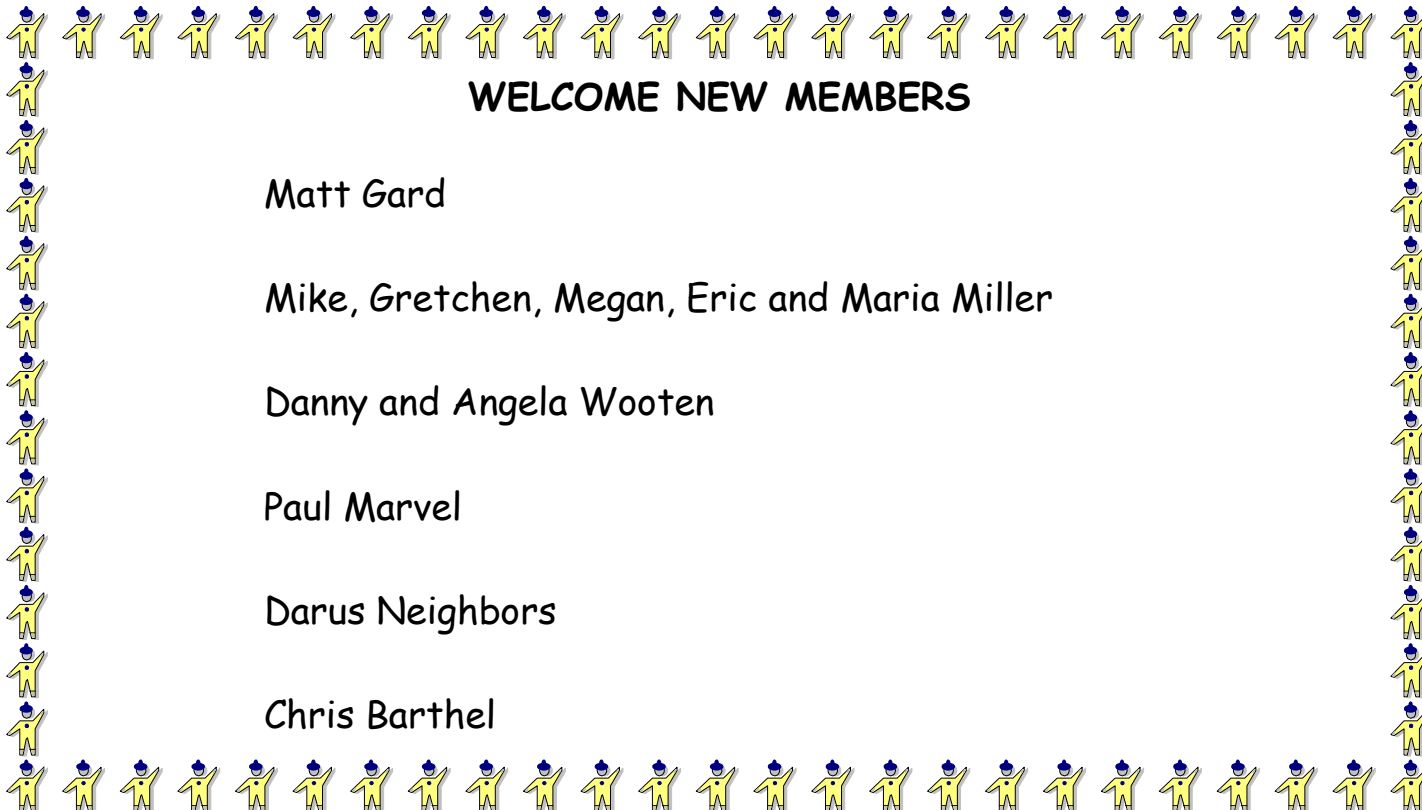 WELCOME NEW MEMBERS
Matt Gard
Mike, Gretchen, Megan, Eric and Maria Miller
Danny and Angela Wooten
Paul Marvel
Darus Neighbors
Chris Barthel